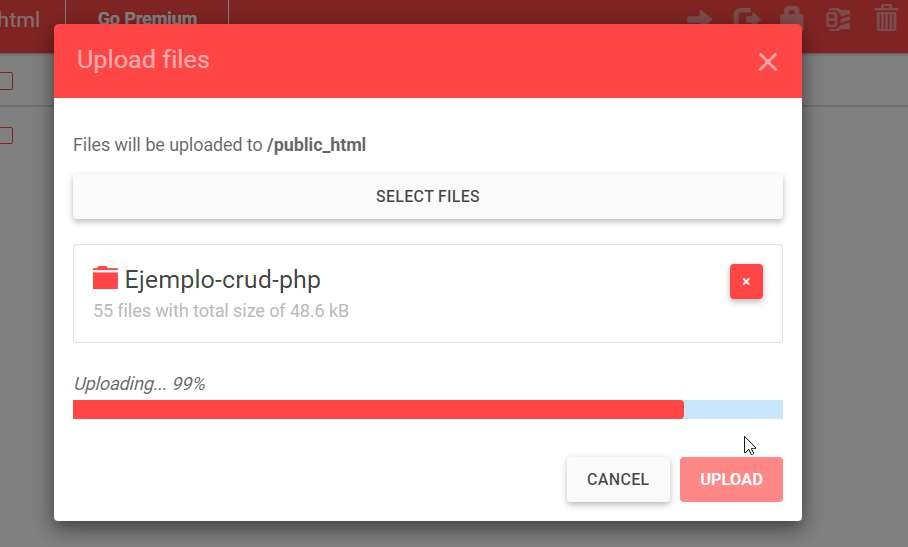 html Go Premium
Upload files
Files will be uploaded to /public_html
SELECT FILES
Ejemplo-crud-php
55 files with total size of 48.6 kB
Uploading... 99%
CANCEL UPLOAD